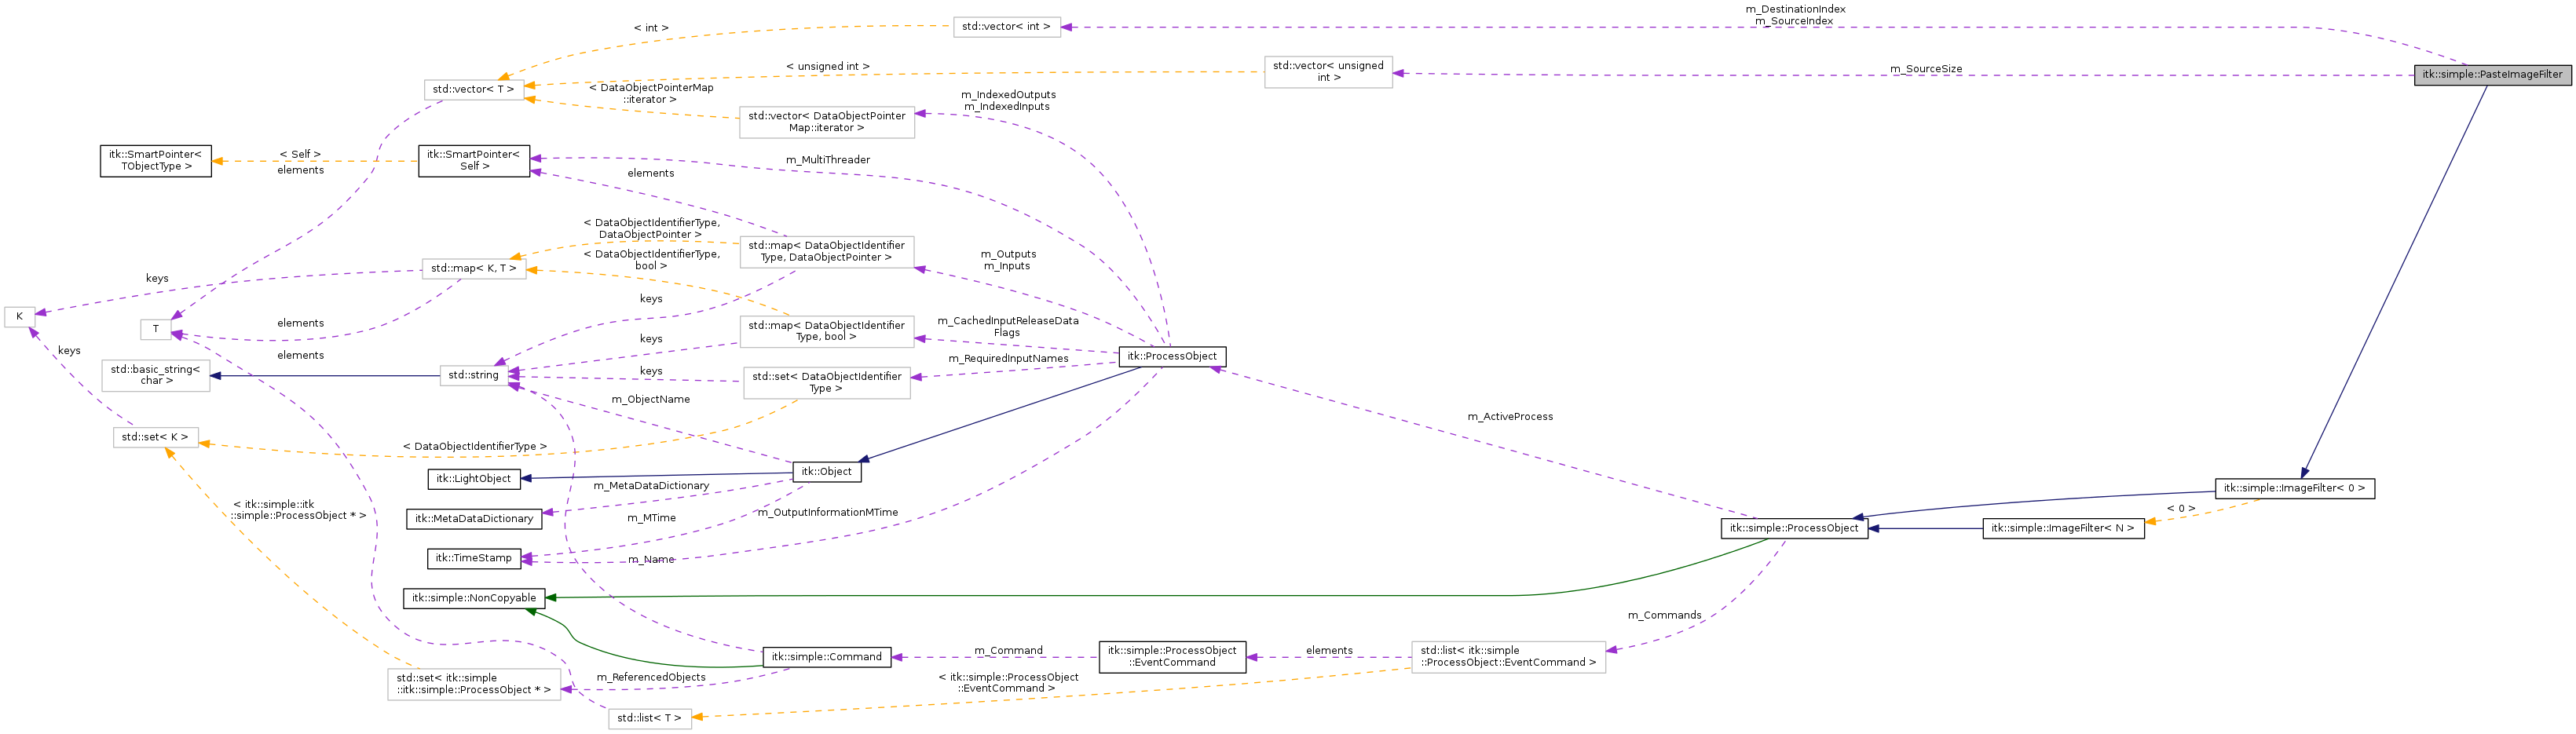 m_DestinationIndex
m_SourceIndex
< int >
std::vector< int >
< unsigned int >
std::vector< unsigned
int >
m_SourceSize
itk::simple::PasteImageFilter
std::vector< T >
< DataObjectPointerMap
::iterator >
std::vector< DataObjectPointer
Map::iterator >
m_IndexedOutputs
m_IndexedInputs
itk::SmartPointer<
TObjectType >
< Self >
elements
itk::SmartPointer<
Self >
m_MultiThreader
elements
< DataObjectIdentifierType,
DataObjectPointer >
std::map< DataObjectIdentifier
Type, DataObjectPointer >
m_Outputs
m_Inputs
< DataObjectIdentifierType,
bool >
std::map< K, T >
keys
keys
K
T
elements
std::map< DataObjectIdentifier
Type, bool >
m_CachedInputReleaseData
Flags
keys
itk::ProcessObject
keys
elements
m_RequiredInputNames
std::basic_string<
char >
std::string
keys
std::set< DataObjectIdentifier
Type >
m_ObjectName
m_ActiveProcess
std::set< K >
< DataObjectIdentifierType >
itk::LightObject
itk::Object
m_MetaDataDictionary
itk::simple::ImageFilter< 0 >
< itk::simple::itk
::simple::ProcessObject * >
itk::MetaDataDictionary
m_MTime
m_OutputInformationMTime
< 0 >
itk::simple::ProcessObject
itk::simple::ImageFilter< N >
itk::TimeStamp
m_Name
itk::simple::NonCopyable
m_Commands
itk::simple::Command
m_Command
itk::simple::ProcessObject
::EventCommand
elements
std::list< itk::simple
::ProcessObject::EventCommand >
std::set< itk::simple
::itk::simple::ProcessObject * >
m_ReferencedObjects
< itk::simple::ProcessObject
::EventCommand >
std::list< T >